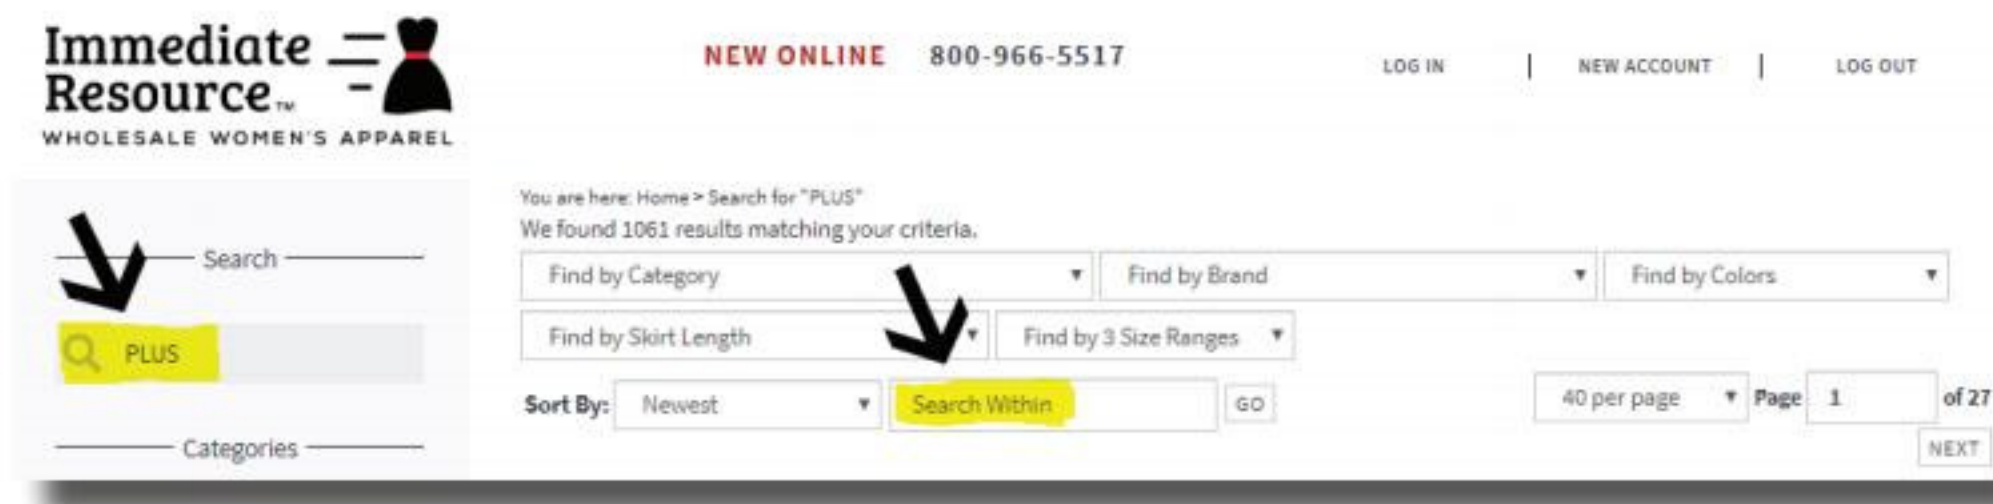 Immediate
Resource™
WHOLESALE WOMEN'S APPAREL
NEW ONLINE 800-966-5517
LOG IN | NEW ACCOUNT | LOG OUT
Search
PLUS
Categories
You are here: Home > Search for "PLUS"
We found 1061 results matching your criteria.
Find by Category Find by Brand Find by Colors
Find by Skirt Length Find by 3 Size Ranges
Sort By: Newest Search Within GO 40 per page Page 1 of 27
NEXT